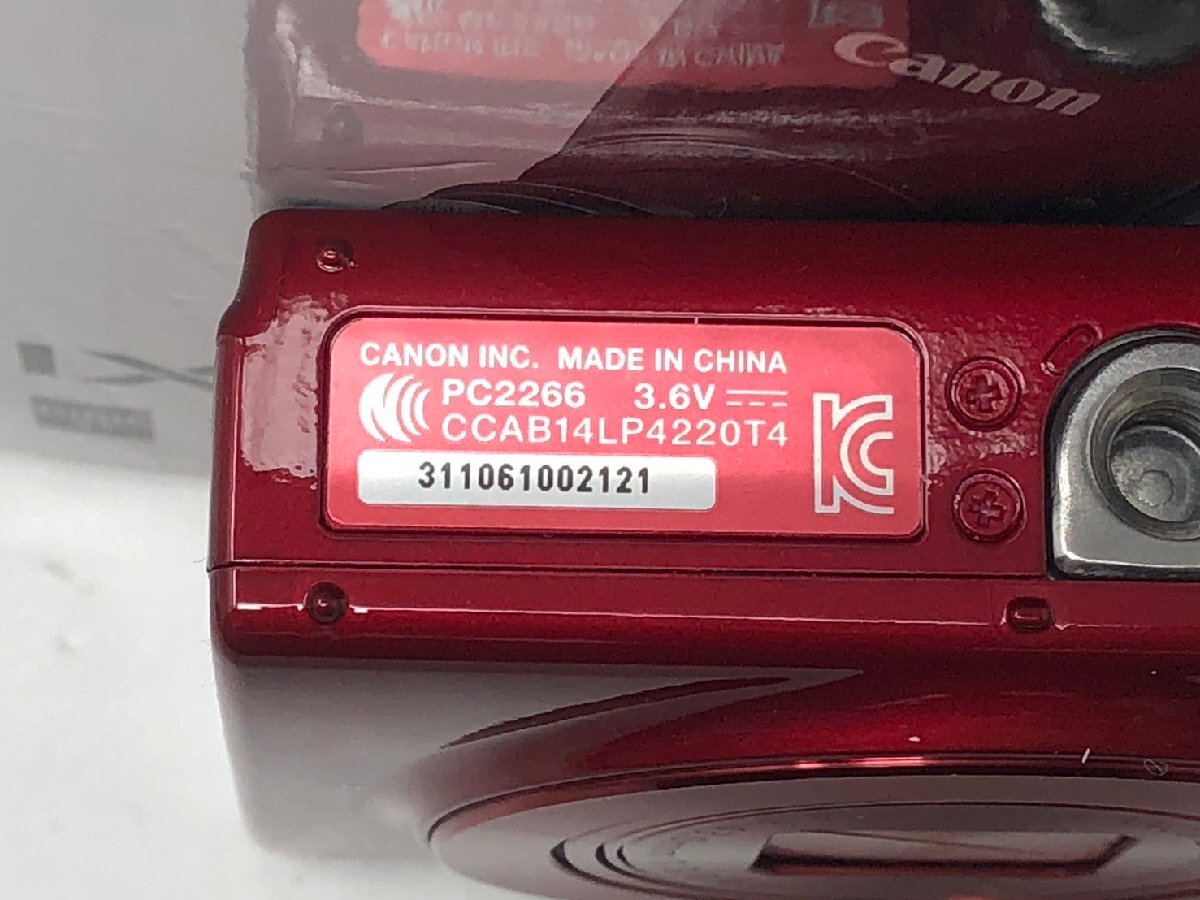 Canon
CANON INC. MADE IN CHINA
PC2266 3.6V
CCAB14LP4220T4
311061002121